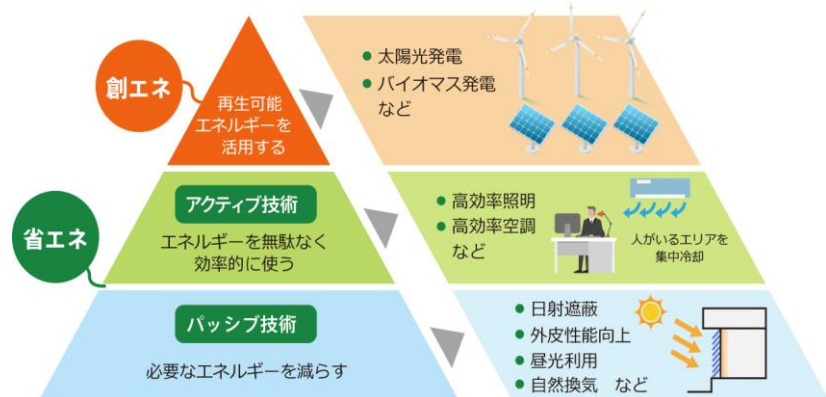 創エネ
再生可能
エネルギーを
活用する
● 太陽光発電
● バイオマス発電
など
省エネ
アクティブ技術
エネルギーを無駄なく
効率的に使う
● 高効率照明
● 高効率空調
など
人がいるエリアを
集中冷却
パッシブ技術
必要なエネルギーを減らす
● 日射遮蔽
● 外皮性能向上
● 昼光利用
● 自然換気 など